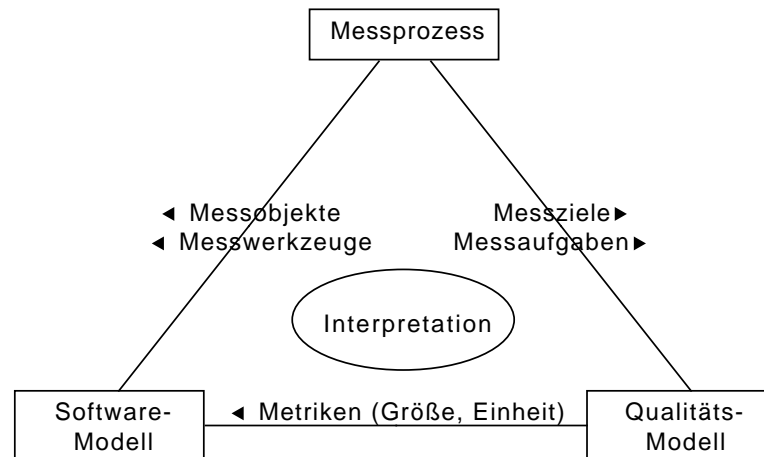 Messprozess
◄ Messobjekte
Messziele►
◄ Messwerkzeuge
Messaufgaben►
Interpretation
Software-
Modell
◄ Metriken (Größe, Einheit)
Qualitäts-
Modell